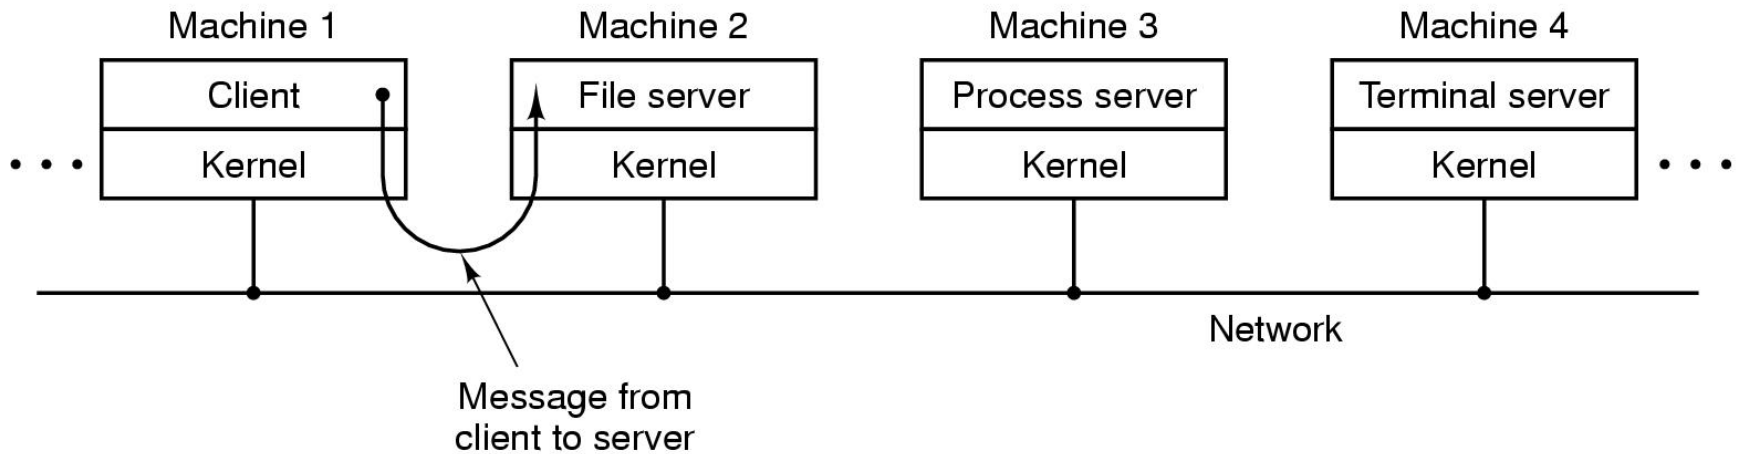 Machine 1
Machine 2
Machine 3
Machine 4
Client
File server
Process server
Terminal server
Kernel
Kernel
Kernel
Kernel
Network
Message from
client to server